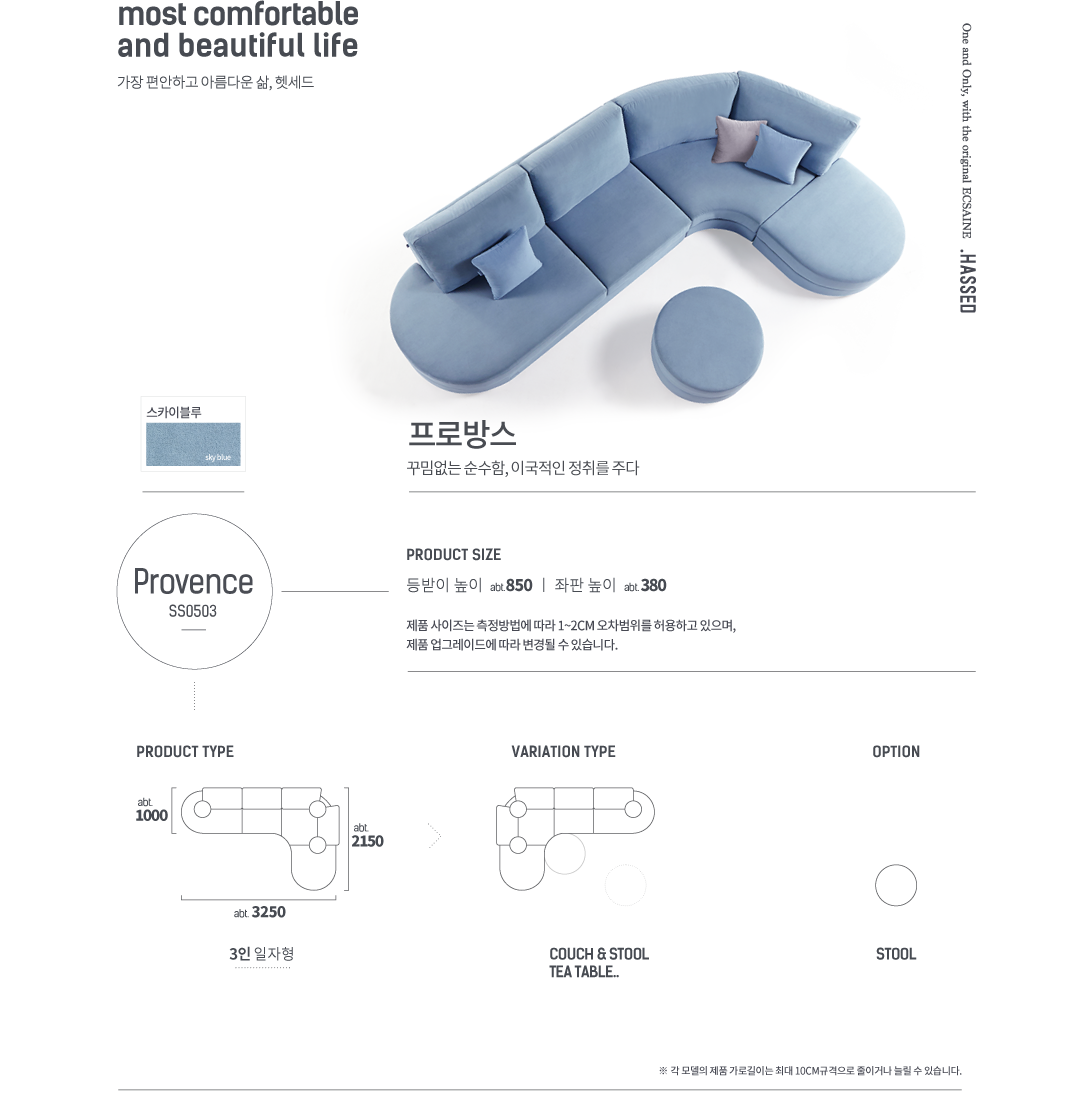 most comfortable
and beautiful life
가장 편안하고 아름다운 삶, 헷세드
One and Only, with the original ECSAINE .HASSED
스카이블루
sky blue
프로방스
꾸밈없는 순수함, 이국적인 정취를 주다
Provence
SS0503
PRODUCT SIZE
등받이 높이 abt.850 | 좌판 높이 abt.380
제품 사이즈는 측정방법에 따라 1~2CM 오차범위를 허용하고 있으며,
제품 업그레이드에 따라 변경될 수 있습니다.
PRODUCT TYPE
abt.
1000
abt.
2150
abt. 3250
3인 일자형
VARIATION TYPE
COUCH & STOOL
TEA TABLE..
OPTION
STOOL
※ 각 모델의 제품 가로길이는 최대 10CM규격으로 줄이거나 늘릴 수 있습니다.